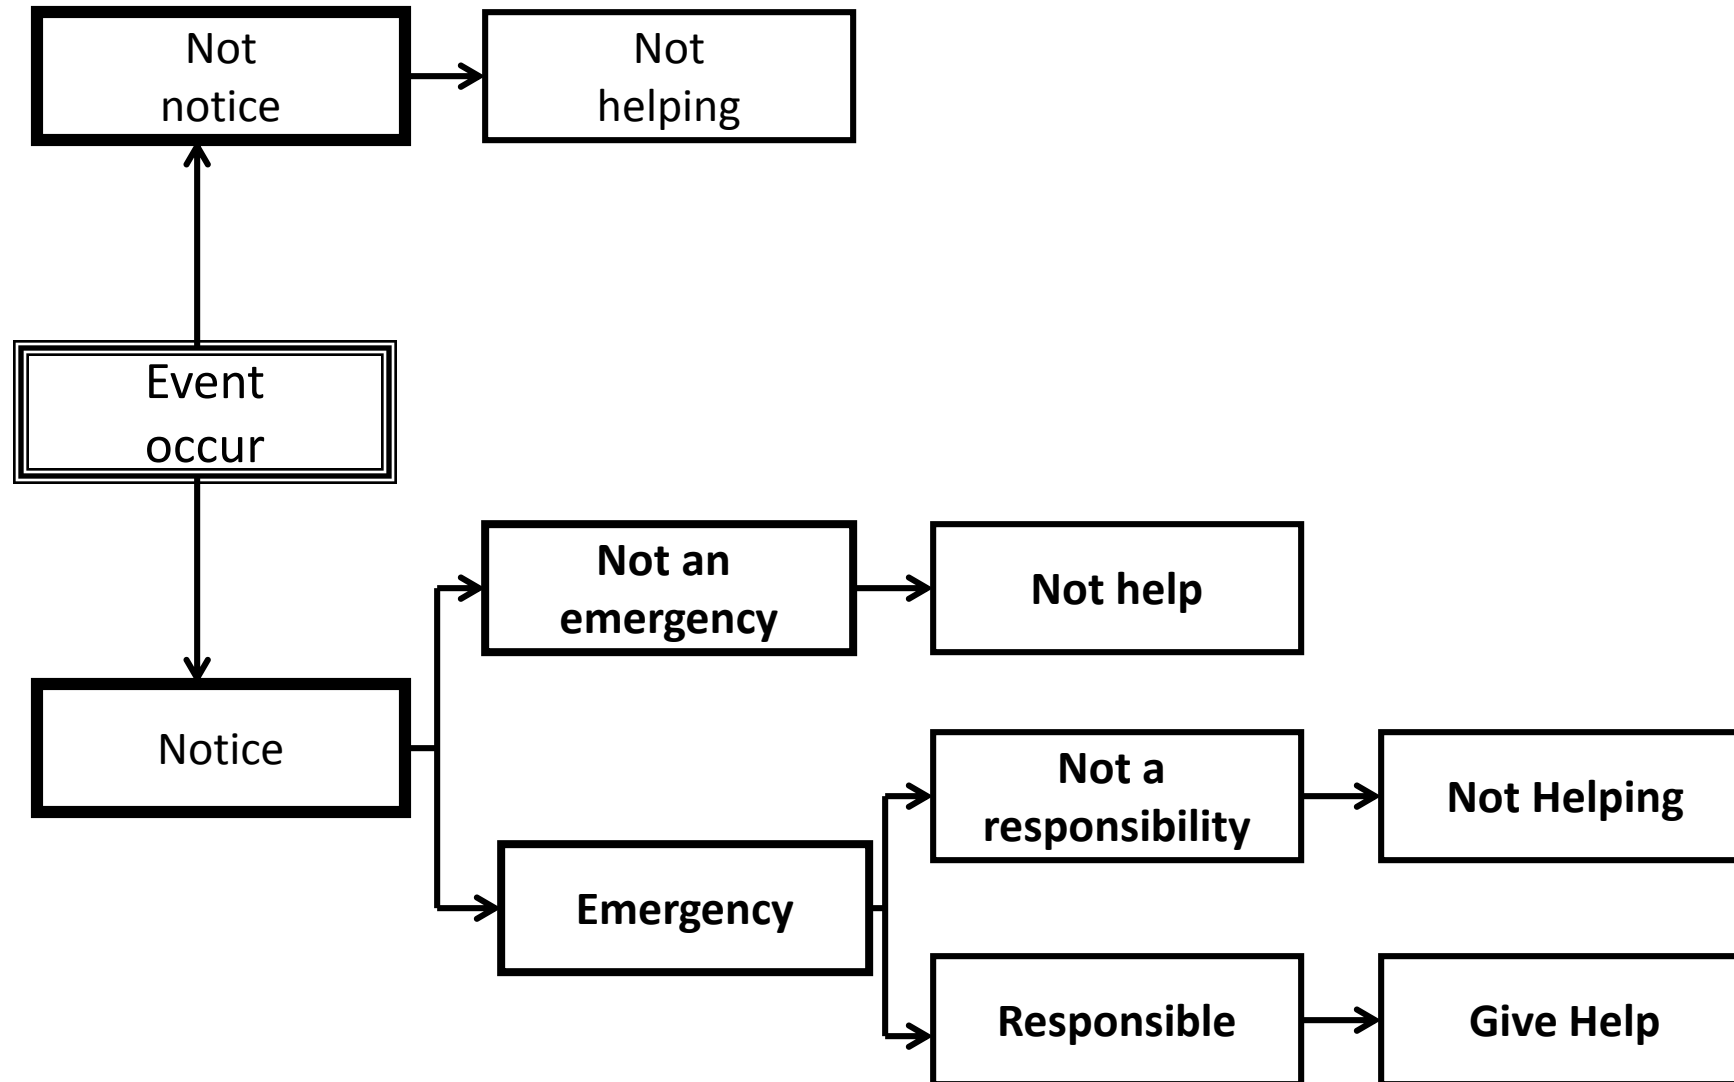 Not
notice
Not
helping
Event
occur
Not an
emergency
Not help
Notice
Not a
responsibility
Not Helping
Emergency
Responsible
Give Help